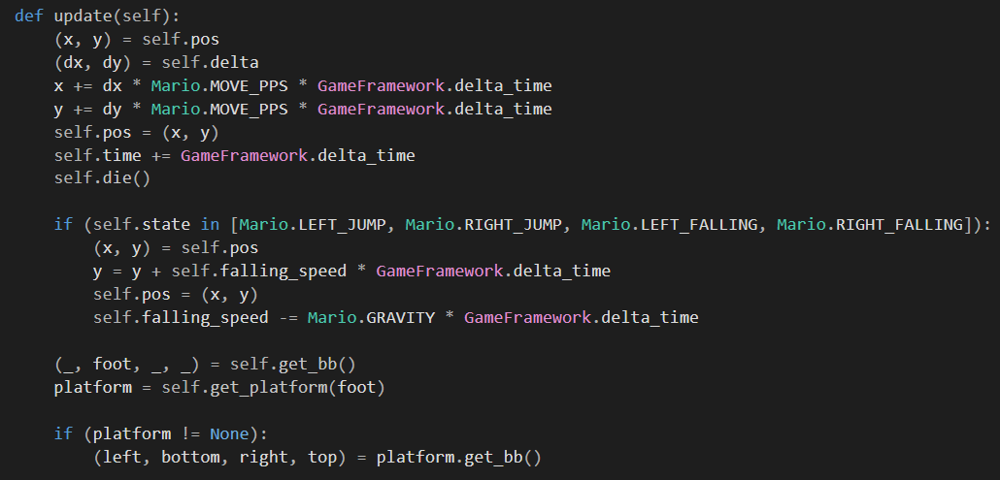 def update(self):
    (x, y) = self.pos
    (dx, dy) = self.delta
    x += dx * Mario.MOVE_PPS * GameFramework.delta_time
    y += dy * Mario.MOVE_PPS * GameFramework.delta_time
    self.pos = (x, y)
    self.time += GameFramework.delta_time
    self.die()

    if (self.state in [Mario.LEFT_JUMP, Mario.RIGHT_JUMP, Mario.LEFT_FALLING, Mario.RIGHT_FALLING]):
        (x, y) = self.pos
        y = y + self.falling_speed * GameFramework.delta_time
        self.pos = (x, y)
        self.falling_speed -= Mario.GRAVITY * GameFramework.delta_time

    (_, foot, _, _) = self.get_bb()
    platform = self.get_platform(foot)

    if (platform != None):
        (left, bottom, right, top) = platform.get_bb()